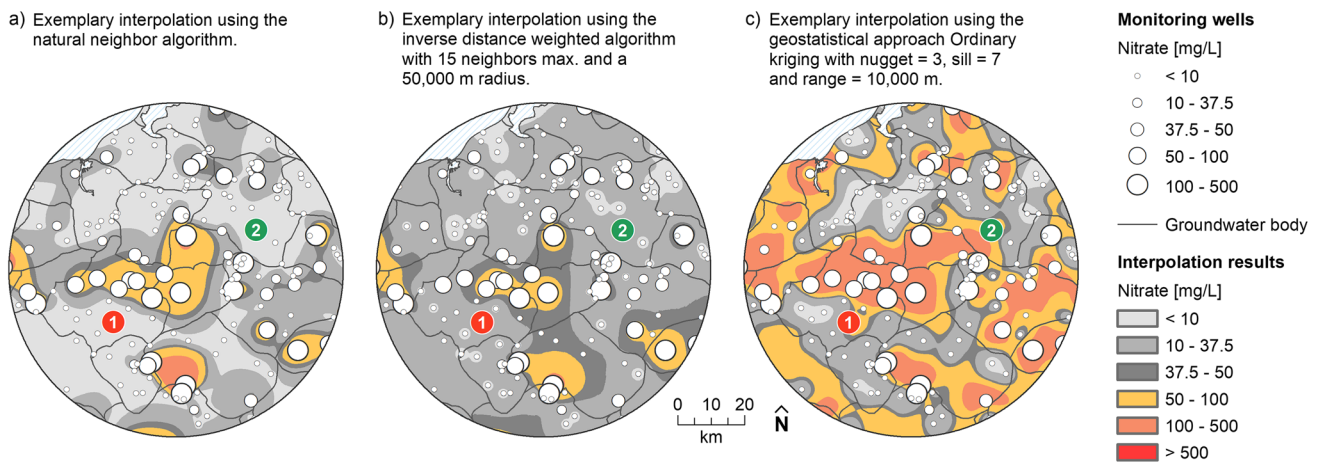 a) Exemplary interpolation using the
natural neighbor algorithm.
b) Exemplary interpolation using the
inverse distance weighted algorithm
with 15 neighbors max. and a
50,000 m radius.
c) Exemplary interpolation using the
geostatistical approach Ordinary
kriging with nugget = 3, sill = 7
and range = 10,000 m.
1
2
1
2
1
2
0 10 20
km
N
Monitoring wells
Nitrate [mg/L]
< 10
10 - 37.5
37.5 - 50
50 - 100
100 - 500
Groundwater body
Interpolation results
Nitrate [mg/L]
< 10
10 - 37.5
37.5 - 50
50 - 100
100 - 500
> 500